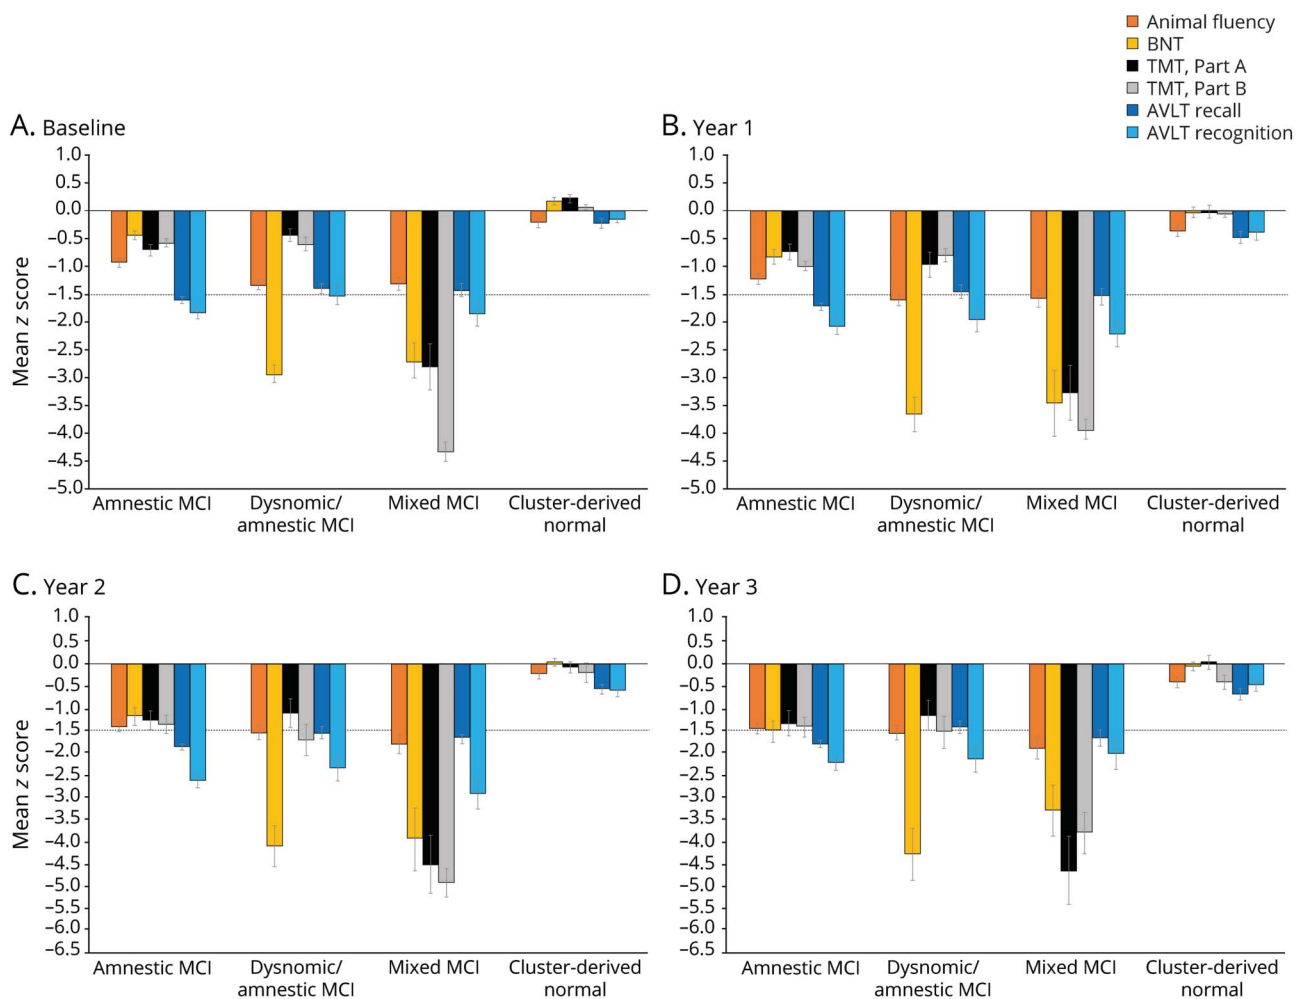 Animal fluency
BNT
TMT, Part A
TMT, Part B
AVLT recall
AVLT recognition
A. Baseline
1.0
0.5
0.0
−0.5
−1.0
−1.5
−2.0
−2.5
−3.0
−3.5
−4.0
−4.5
−5.0
Mean z score
Amnestic MCI
Dysnomic/
amnestic MCI
Mixed MCI
Cluster-derived
normal
B. Year 1
1.0
0.5
0.0
−0.5
−1.0
−1.5
−2.0
−2.5
−3.0
−3.5
−4.0
−4.5
−5.0
Amnestic MCI
Dysnomic/
amnestic MCI
Mixed MCI
Cluster-derived
normal
C. Year 2
1.0
0.5
0.0
−0.5
−1.0
−1.5
−2.0
−2.5
−3.0
−3.5
−4.0
−4.5
−5.0
−5.5
−6.0
−6.5
Mean z score
Amnestic MCI
Dysnomic/
amnestic MCI
Mixed MCI
Cluster-derived
normal
D. Year 3
1.0
0.5
0.0
−0.5
−1.0
−1.5
−2.0
−2.5
−3.0
−3.5
−4.0
−4.5
−5.0
−5.5
−6.0
−6.5
Amnestic MCI
Dysnomic/
amnestic MCI
Mixed MCI
Cluster-derived
normal